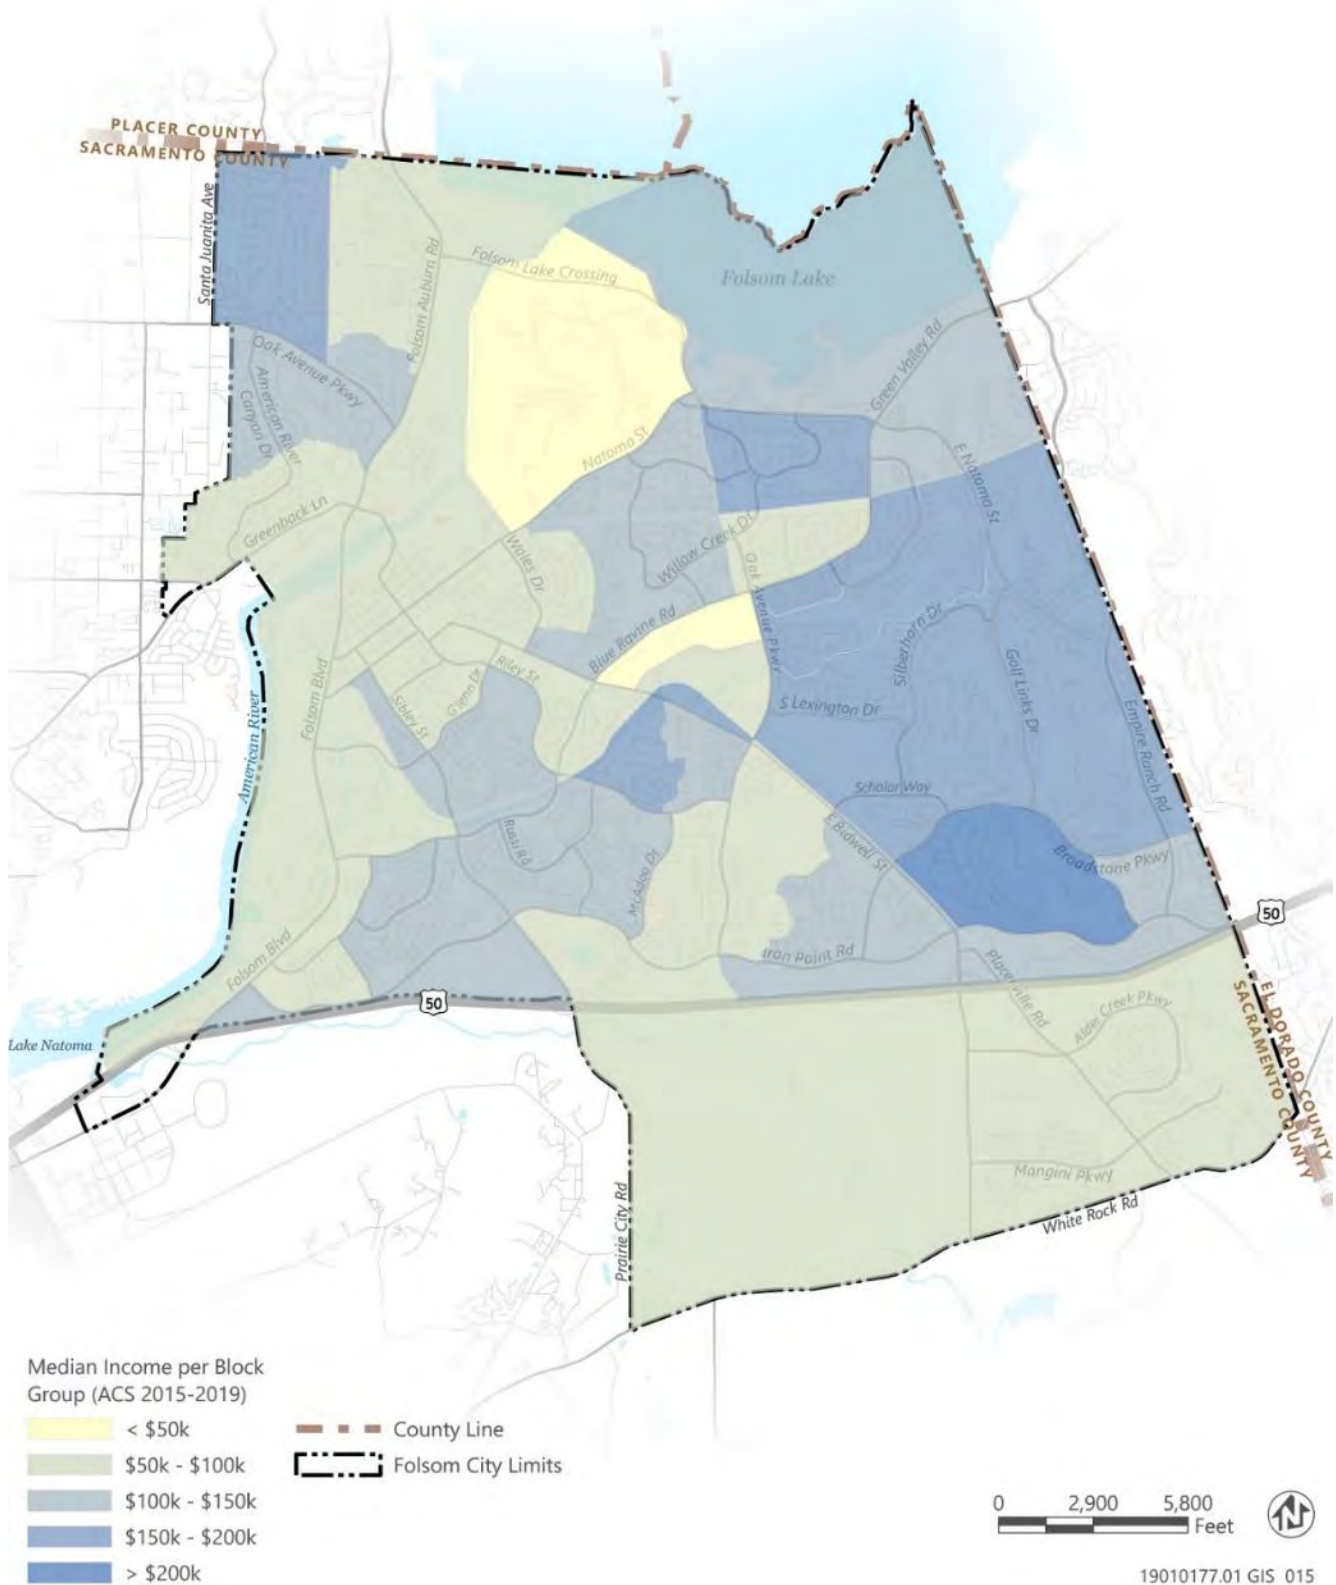 PLACER COUNTY
SACRAMENTO COUNTY
Santa Juanita Ave
Folsom Auburn Rd
Folsom Lake Crossing
Folsom Lake
Green Valley Rd
Oak Avenue Pkwy
American River
Canyan Dr
Natoma St
E Natoma St
Greenback Ln
Wales Dr
Willow Creek Dr
Oak Avenue Pkwy
Blue Ravine Rd
Silberhorn Dr
Golf Links Dr
Empire Ranch Rd
Riley St
Glenn Dr
Sibley St
Folsom Blvd
American River
S Lexington Dr
Scholar Way
E Bidwell St
Russi Rd
McAdoo Dr
Broadstone Pkwy
50
Iron Point Rd
Folsom Blvd
Placerville Rd
50
Lake Natoma
Alder Creek Pkwy
EL DORADO COUNTY
SACRAMENTO COUNTY
Mangini Pkwy
Prairie City Rd
White Rock Rd
Median Income per Block
Group (ACS 2015-2019)
< $50k
$50k - $100k
$100k - $150k
$150k - $200k
> $200k
County Line
Folsom City Limits
0 2,900 5,800
Feet
N
19010177.01 GIS 015